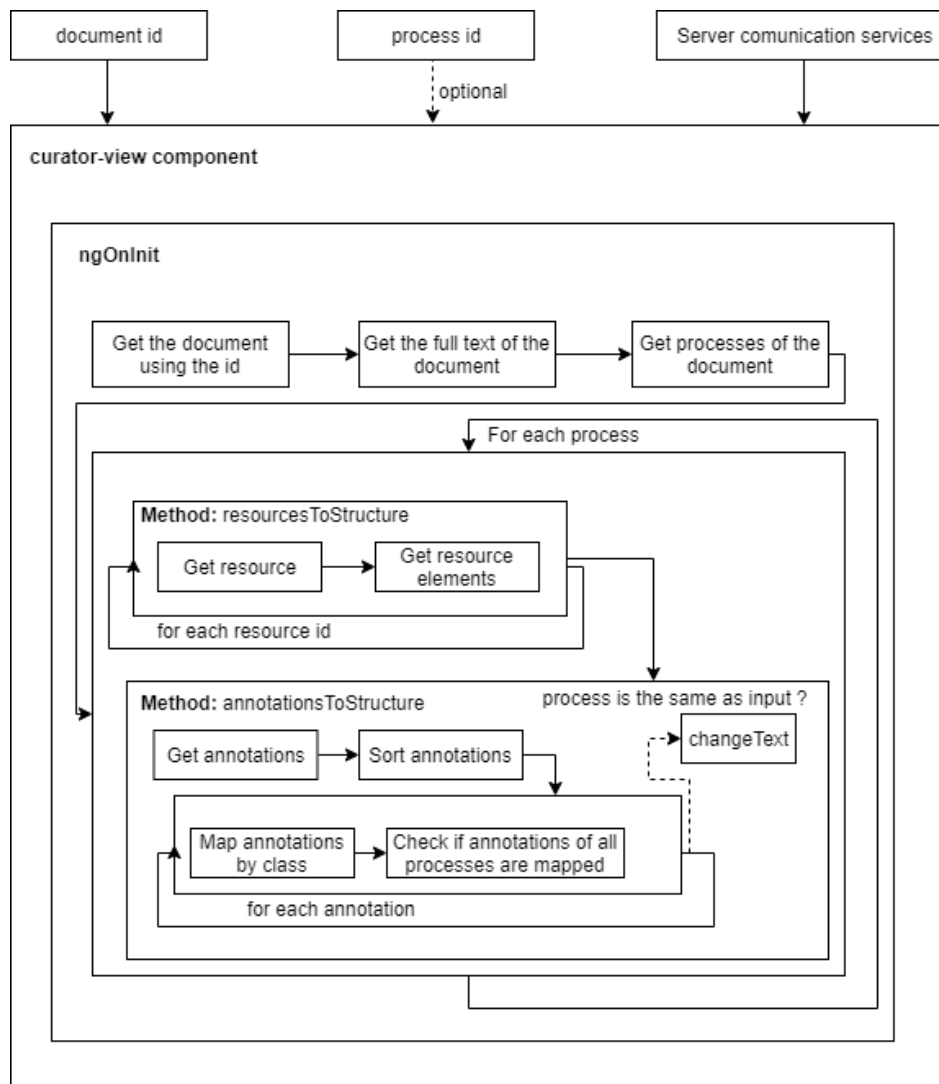 document id
process id
Server comunication services
optional
curator-view component
ngOnInit
Get the document
using the id
Get the full text of the
document
Get processes of the
document
For each process
Method: resourcesToStructure
Get resource
Get resource
elements
for each resource id
Method: annotationsToStructure
process is the same as input ?
Get annotations
Sort annotations
changeText
Map annotations
by class
Check if annotations of all
processes are mapped
for each annotation